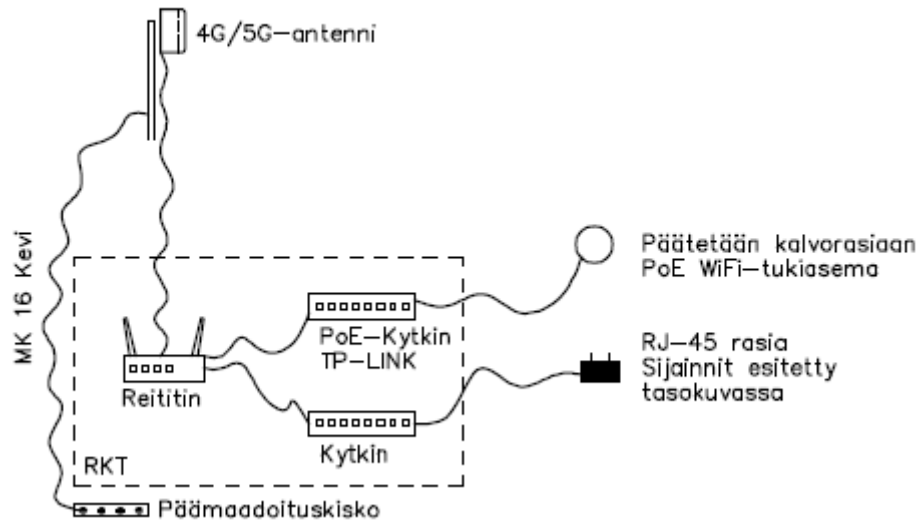 4G/5G-antenni
MK 16 Kevi
Päätetään kalvorasiaan
PoE WiFi-tukiasema
PoE-Kytkin
TP-LINK
RJ-45 rasia
Sijainnit esitetty
tasokuvassa
Reititin
Kytkin
RKT
Päämaadoituskisko